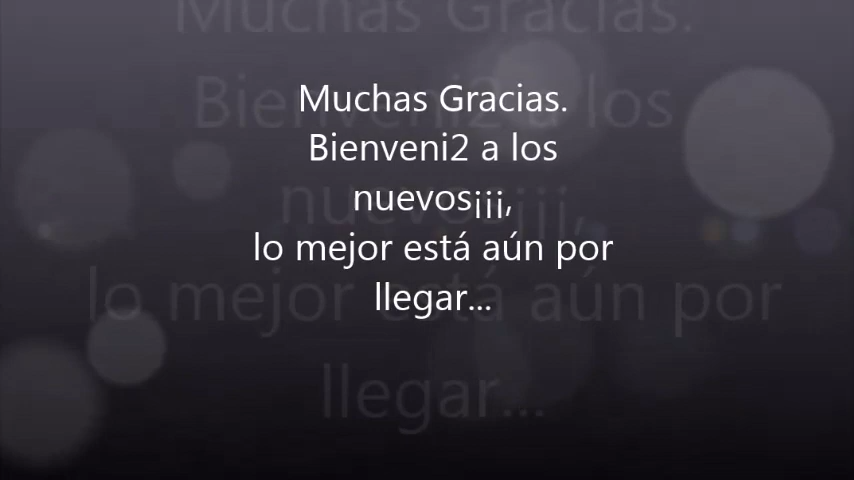 Muchas Gracias.
Bienveni2 a los
nuevos¡¡¡,
lo mejor está aún por
llegar...